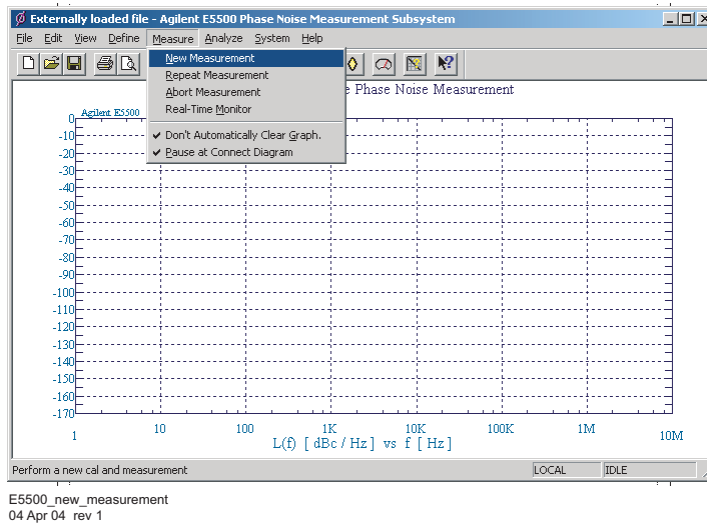 Externally loaded file - Agilent E5500 Phase Noise Measurement Subsystem
File Edit View Define Measure Analyze System Help
New Measurement
Repeat Measurement
Abort Measurement
Real-Time Monitor
✔ Don't Automatically Clear Graph.
✔ Pause at Connect Diagram
Phase Noise Measurement
Agilent E5500
0
-10
-20
-30
-40
-50
-60
-70
-80
-90
-100
-110
-120
-130
-140
-150
-160
-170
1 10 100 1K 10K 100K 1M 10M
L(f) [ dBc / Hz ] vs f [ Hz ]
Perform a new cal and measurement LOCAL IDLE
E5500_new_measurement
04 Apr 04 rev 1